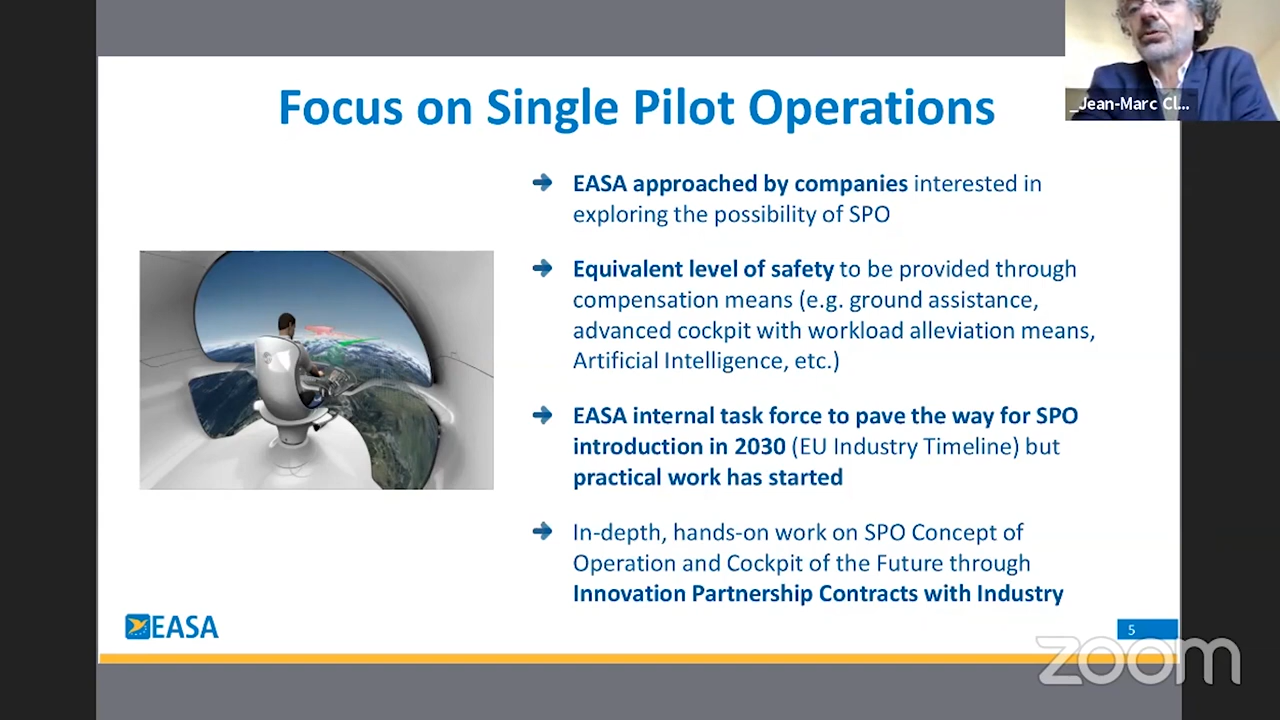 Focus on Single Pilot Operations
_Jean-Marc Cl...
EASA approached by companies interested in
exploring the possibility of SPO
Equivalent level of safety to be provided through
compensation means (e.g. ground assistance,
advanced cockpit with workload alleviation means,
Artificial Intelligence, etc.)
EASA internal task force to pave the way for SPO
introduction in 2030 (EU Industry Timeline) but
practical work has started
In-depth, hands-on work on SPO Concept of
Operation and Cockpit of the Future through
Innovation Partnership Contracts with Industry
EASA
5
zoom